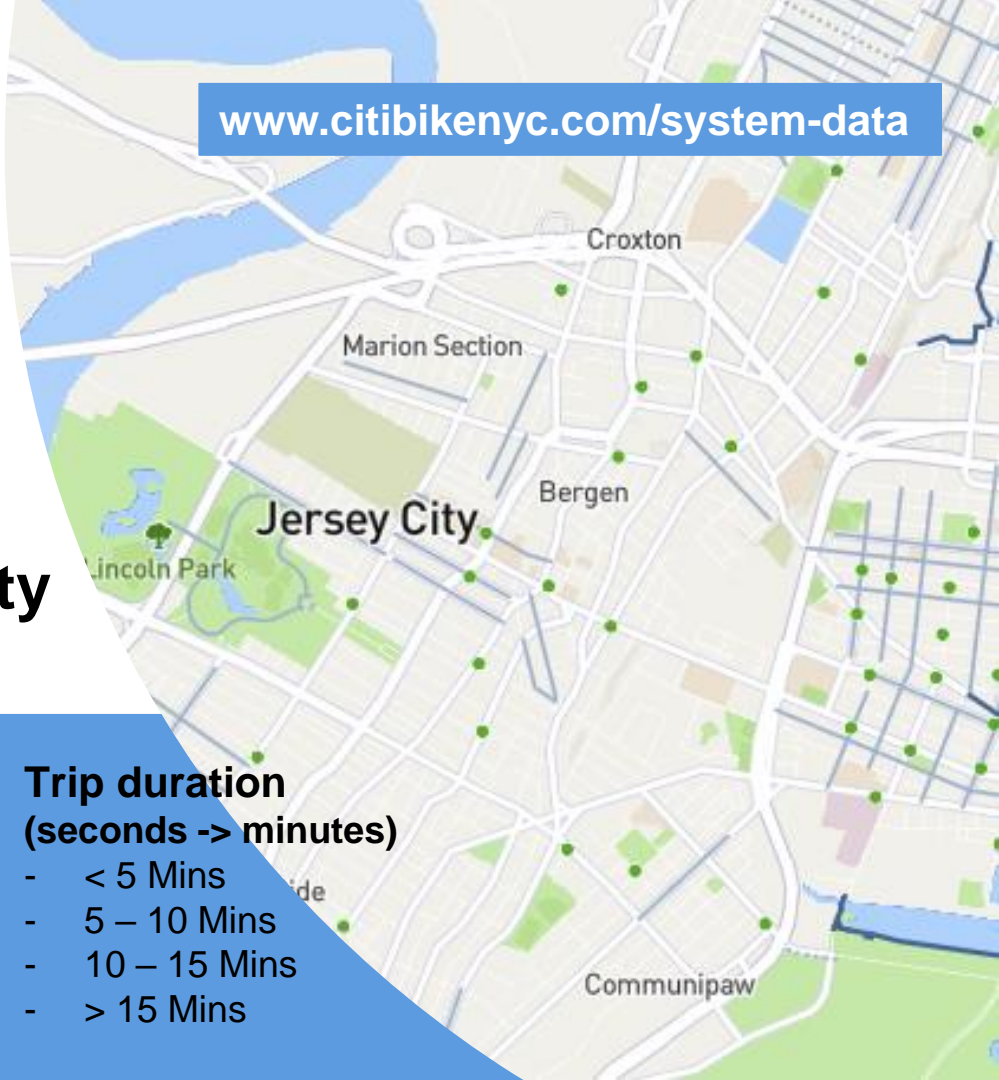 www.citibikenyc.com/system-data
Croxton
Marion Section
Bergen
Jersey City
Lincoln Park
ty
Trip duration
(seconds -> minutes)
- < 5 Mins
ide
- 5 – 10 Mins
- 10 – 15 Mins
- > 15 Mins
Communipaw